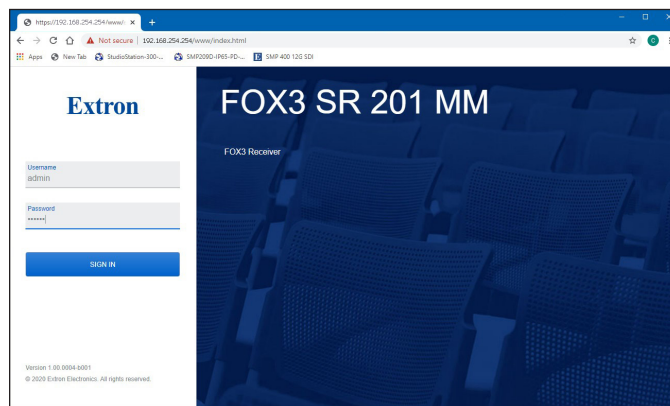 https://192.168.254.254/www/i
Not secure | 192.168.254.254/www/index.html
C
Apps New Tab StudioStation-300-... SMP209D-IP65-PD-... E SMP 400 12G SDI
Extron
FOX3 SR 201 MM
FOX3 Receiver
Username
admin
Password
••••••
SIGN IN
Version 1.00.0004-b001
© 2020 Extron Electronics. All rights reserved.